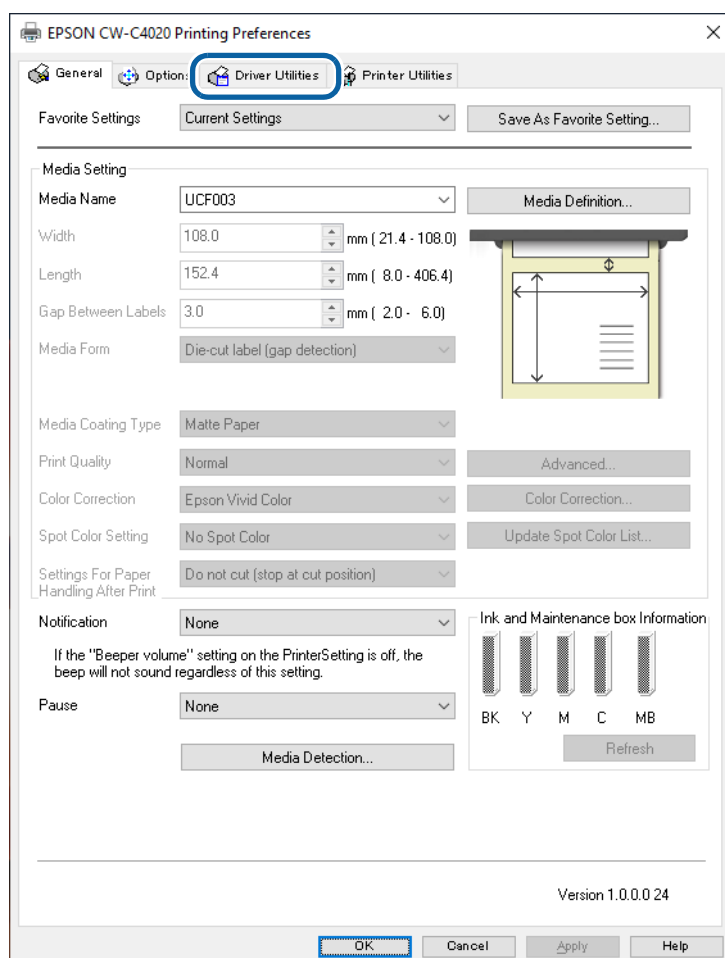 EPSON CW-C4020 Printing Preferences
General Option: Driver Utilities Printer Utilities
Favorite Settings Current Settings Save As Favorite Setting...
Media Setting
Media Name UCF003 Media Definition...
Width 108.0 mm ( 21.4 - 108.0)
Length 152.4 mm ( 8.0 - 406.4)
Gap Between Labels 3.0 mm ( 2.0 - 6.0)
Media Form Die-cut label (gap detection)
Media Coating Type Matte Paper
Print Quality Normal Advanced...
Color Correction Epson Vivid Color Color Correction...
Spot Color Setting No Spot Color Update Spot Color List...
Settings For Paper
Handling After Print Do not cut (stop at cut position)
Notification None
If the "Beeper volume" setting on the PrinterSetting is off, the
beep will not sound regardless of this setting.
Pause None
Media Detection...
Ink and Maintenance box Information
BK Y M C MB
Refresh
Version 1.0.0.0 24
OK Cancel Apply Help